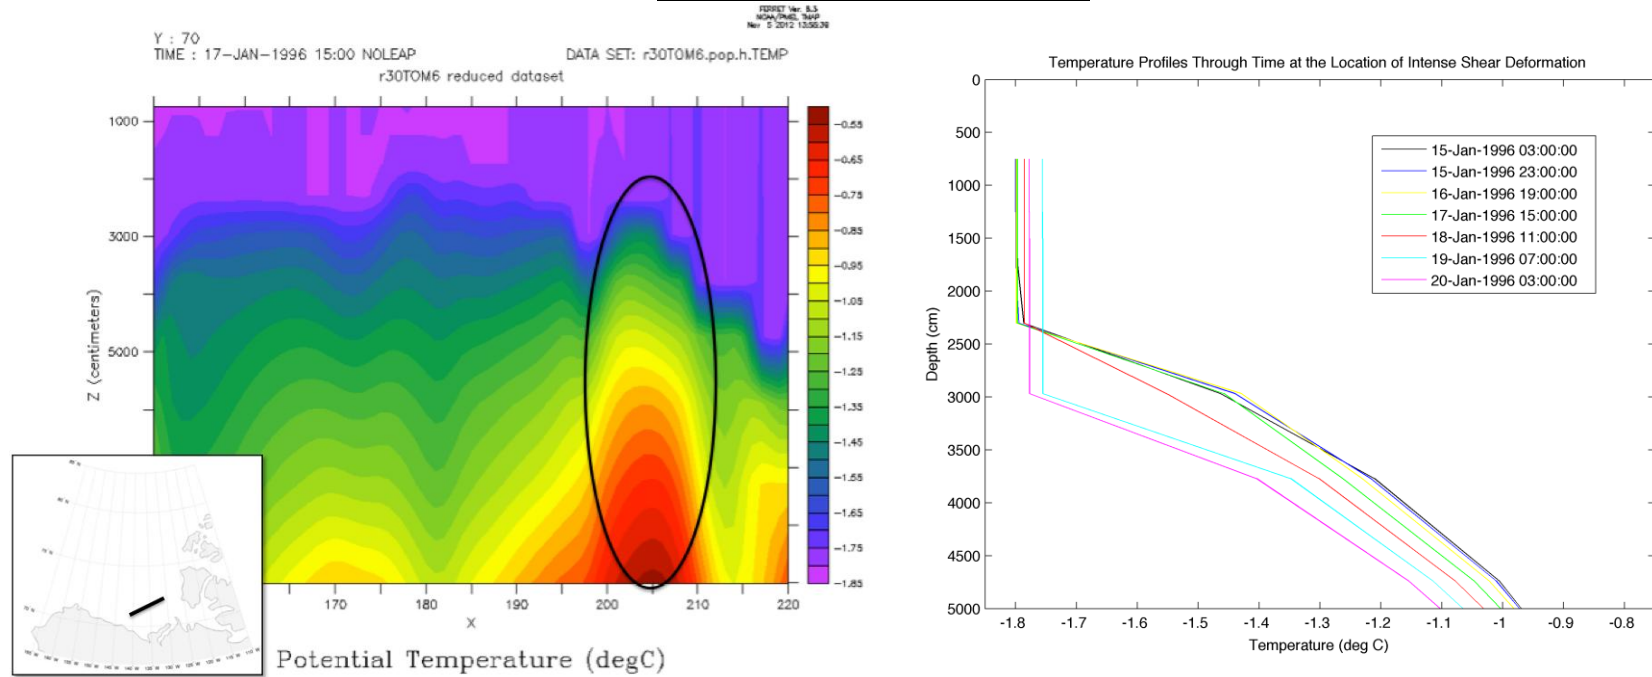 FERRET Ver. 6.5
NOAA/PMEL TMAP
Nov 5 2012 13:55:39
Y : 70
TIME : 17-JAN-1996 15:00 NOLEAP
DATA SET: r30TOM6.pop.h.TEMP
r30TOM6 reduced dataset
1000
3000
5000
Z (centimeters)
170
180
190
200
210
220
X
-0.55
-0.65
-0.75
-0.85
-0.95
-1.05
-1.15
-1.25
-1.35
-1.45
-1.55
-1.65
-1.75
-1.85
Potential Temperature (degC)
Temperature Profiles Through Time at the Location of Intense Shear Deformation
0
500
1000
1500
2000
2500
3000
3500
4000
4500
5000
Depth (cm)
15-Jan-1996 03:00:00
15-Jan-1996 23:00:00
16-Jan-1996 19:00:00
17-Jan-1996 15:00:00
18-Jan-1996 11:00:00
19-Jan-1996 07:00:00
20-Jan-1996 03:00:00
-1.8
-1.7
-1.6
-1.5
-1.4
-1.3
-1.2
-1.1
-1
-0.9
-0.8
Temperature (deg C)